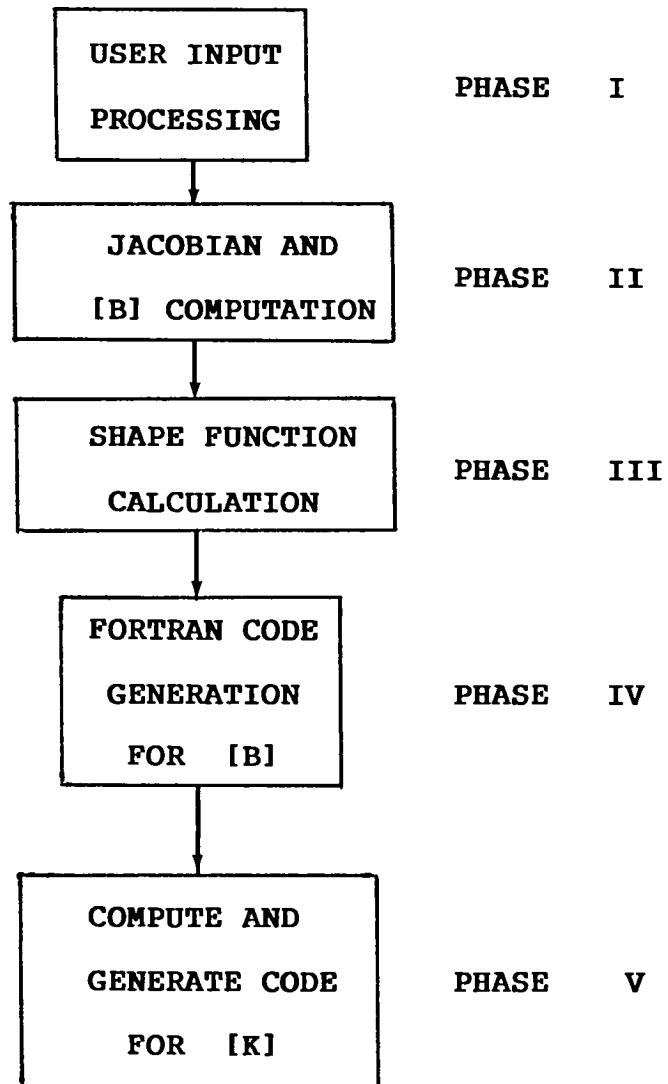 USER INPUT
PROCESSING
PHASE I
JACOBIAN AND
[B] COMPUTATION
PHASE II
SHAPE FUNCTION
CALCULATION
PHASE III
FORTRAN CODE
GENERATION
FOR [B]
PHASE IV
COMPUTE AND
GENERATE CODE
FOR [K]
PHASE V